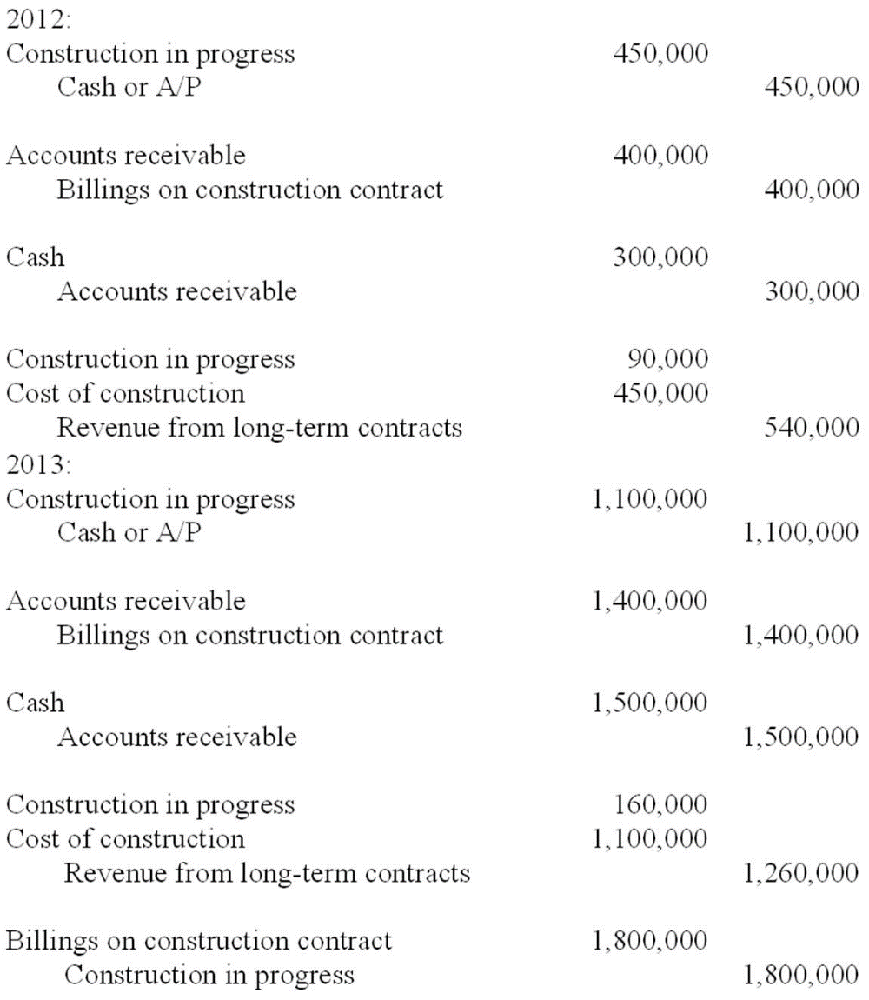 2012:
Construction in progress 450,000
Cash or A/P 450,000
Accounts receivable 400,000
Billings on construction contract 400,000
Cash 300,000
Accounts receivable 300,000
Construction in progress 90,000
Cost of construction 450,000
Revenue from long-term contracts 540,000
2013:
Construction in progress 1,100,000
Cash or A/P 1,100,000
Accounts receivable 1,400,000
Billings on construction contract 1,400,000
Cash 1,500,000
Accounts receivable 1,500,000
Construction in progress 160,000
Cost of construction 1,100,000
Revenue from long-term contracts 1,260,000
Billings on construction contract 1,800,000
Construction in progress 1,800,000